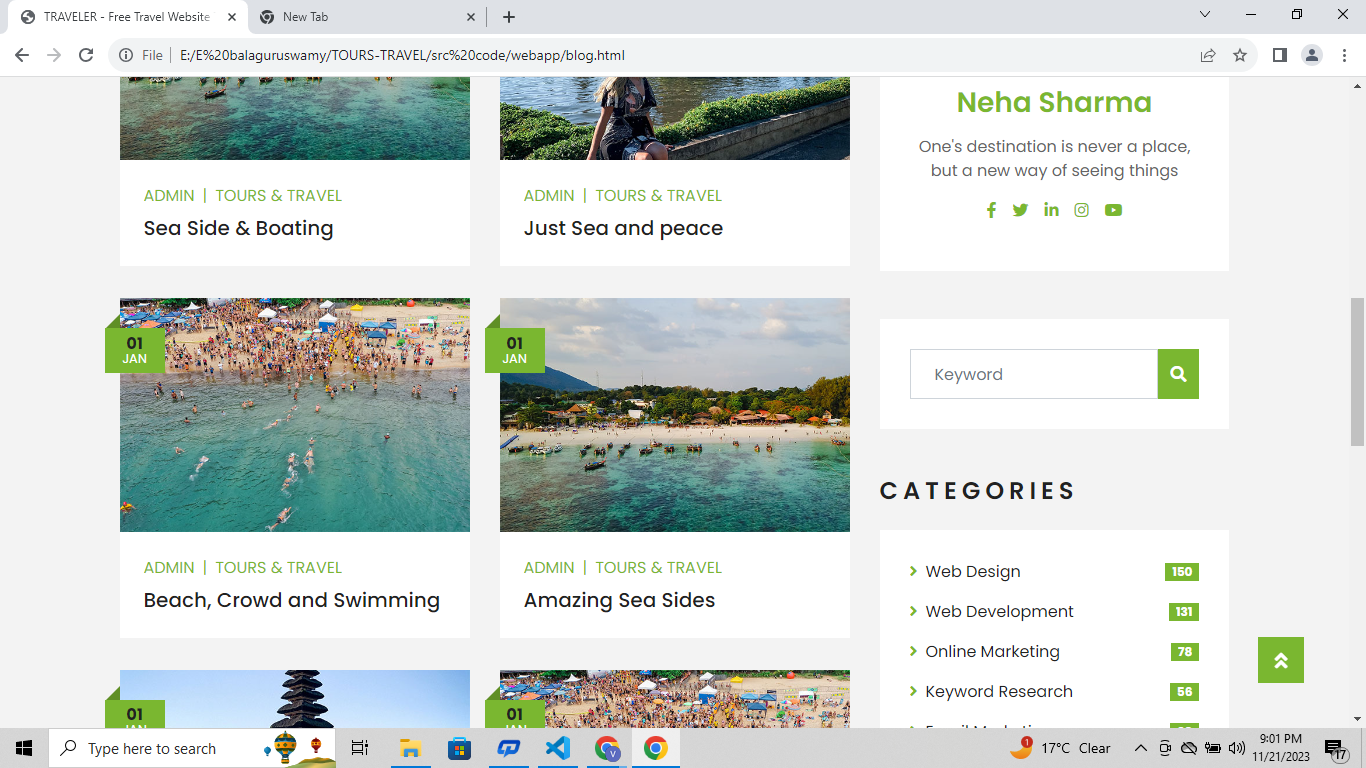 TRAVELER - Free Travel Website
New Tab
File
E:/E%20balaguruswamy/TOURS-TRAVEL/src%20code/webapp/blog.html
ADMIN | TOURS & TRAVEL
Sea Side & Boating
ADMIN | TOURS & TRAVEL
Just Sea and peace
01
JAN
ADMIN | TOURS & TRAVEL
Beach, Crowd and Swimming
01
JAN
ADMIN | TOURS & TRAVEL
Amazing Sea Sides
01
01
Neha Sharma
One's destination is never a place,
but a new way of seeing things
Keyword
CATEGORIES
Web Design 150
Web Development 131
Online Marketing 78
Keyword Research 56
Type here to search
1
17°C Clear
9:01 PM
11/21/2023
17